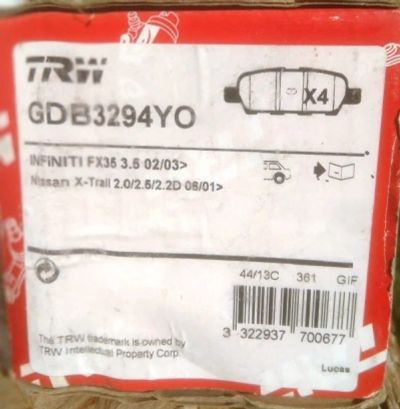 TRW
X4
GDB3294YO
INFINITI FX35 3.5 02/03>
Nissan X-Trail 2.0/2.5/2.2D 06/01>
44/13C 361 GIF
3 322937 700677
The TRW trademark is owned by
TRW Intellectual Property Corp
Lucas